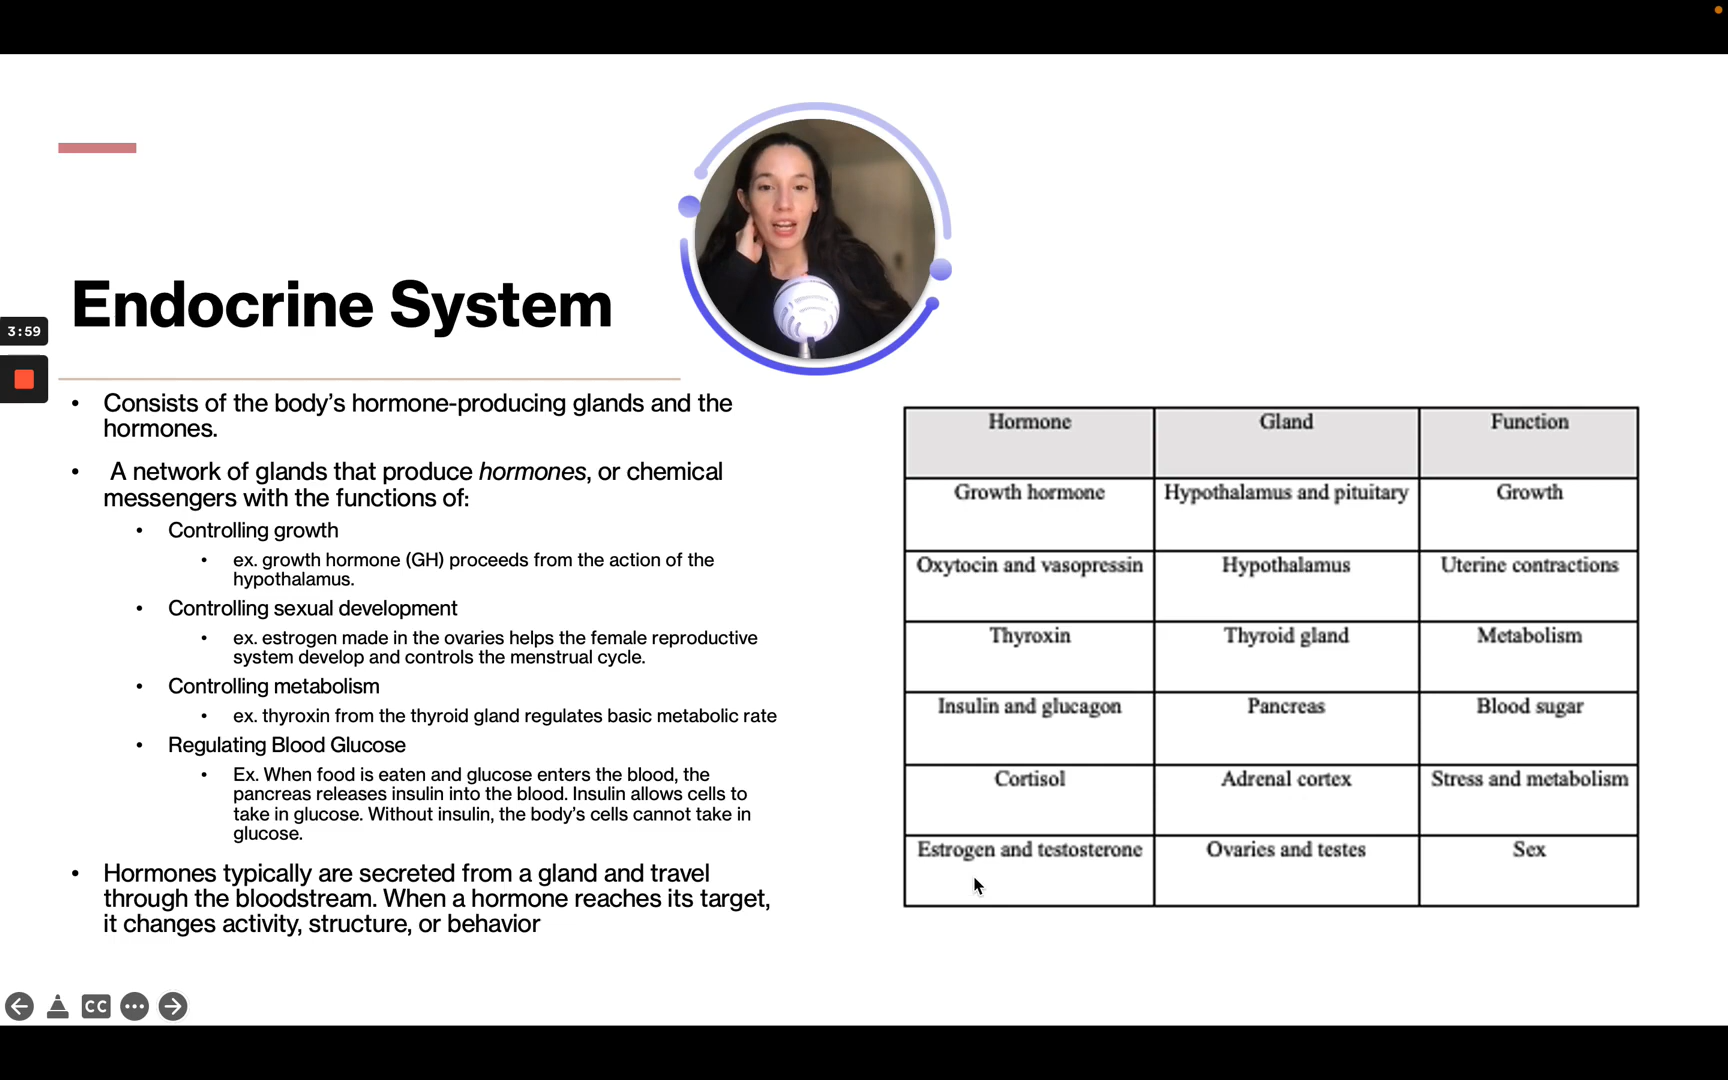 3:59
Endocrine System
• Consists of the body’s hormone-producing glands and the
hormones.
• A network of glands that produce hormones, or chemical
messengers with the functions of:
• Controlling growth
• ex. growth hormone (GH) proceeds from the action of the
hypothalamus.
• Controlling sexual development
• ex. estrogen made in the ovaries helps the female reproductive
system develop and controls the menstrual cycle.
• Controlling metabolism
• ex. thyroxin from the thyroid gland regulates basic metabolic rate
• Regulating Blood Glucose
• Ex. When food is eaten and glucose enters the blood, the
pancreas releases insulin into the blood. Insulin allows cells to
take in glucose. Without insulin, the body’s cells cannot take in
glucose.
• Hormones typically are secreted from a gland and travel
through the bloodstream. When a hormone reaches its target,
it changes activity, structure, or behavior
Hormone Gland Function
Growth hormone Hypothalamus and pituitary Growth
Oxytocin and vasopressin Hypothalamus Uterine contractions
Thyroxin Thyroid gland Metabolism
Insulin and glucagon Pancreas Blood sugar
Cortisol Adrenal cortex Stress and metabolism
Estrogen and testosterone Ovaries and testes Sex
CC